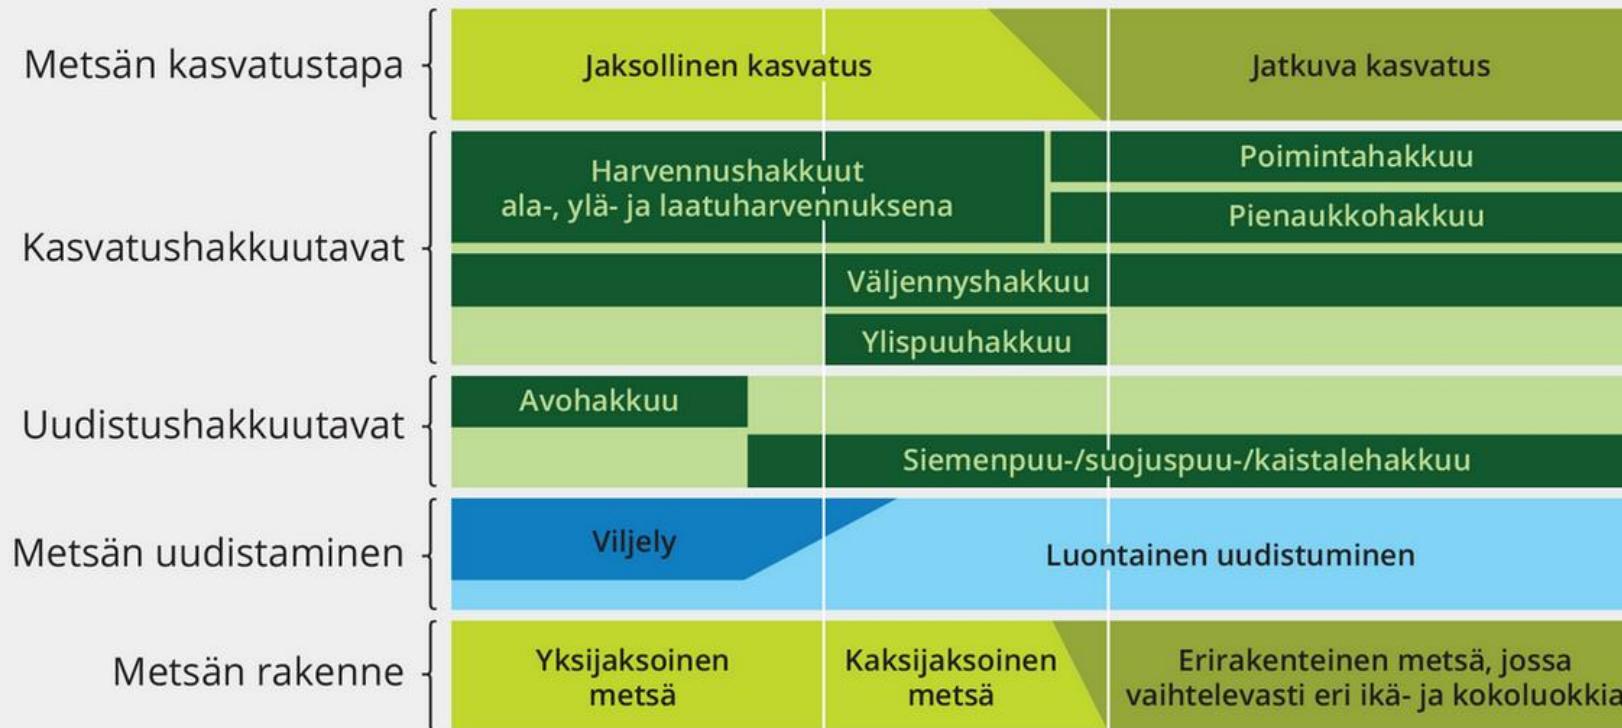 Metsän kasvatustapa
Jaksollinen kasvatus
Jatkuva kasvatus
Kasvatushakkuutavat
Harvennushakkuut
ala-, ylä- ja laatuharvennuksena
Poimintahakkuu
Pienaukkohakkuu
Väljennyshakkuu
Ylispuuhakkuu
Uudistushakkuutavat
Avohakkuu
Siemenpuu-/suojuspuu-/kaistalehakkuu
Metsän uudistaminen
Viljely
Luontainen uudistuminen
Metsän rakenne
Yksijaksoinen
metsä
Kaksijaksoinen
metsä
Erirakenteinen metsä, jossa
vaihtelevasti eri ikä- ja kokoluokkia